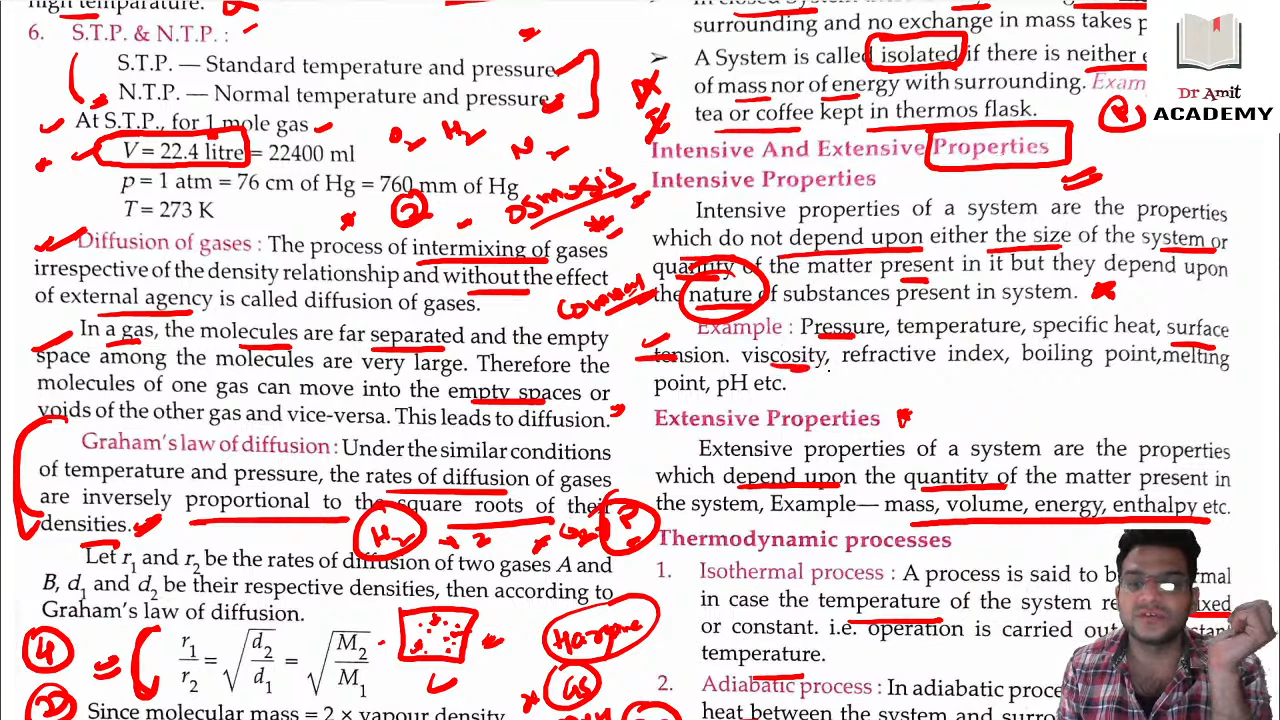 high temperature.
6. S.T.P. & N.T.P. :
S.T.P. — Standard temperature and pressure
N.T.P. — Normal temperature and pressure
At S.T.P., for 1 mole gas
V = 22.4 litre = 22400 ml
p = 1 atm = 76 cm of Hg = 760 mm of Hg
T = 273 K
O₂ H₂
N₂
2
Osmosis
Diffusion of gases : The process of intermixing of gases
irrespective of the density relationship and without the effect
of external agency is called diffusion of gases.
In a gas, the molecules are far separated and the empty
space among the molecules are very large. Therefore the
molecules of one gas can move into the empty spaces or
voids of the other gas and vice-versa. This leads to diffusion.
Graham's law of diffusion : Under the similar conditions
of temperature and pressure, the rates of diffusion of gases
are inversely proportional to the square roots of their
densities.
H₂ → 2
Let r₁ and r₂ be the rates of diffusion of two gases A and
B, d₁ and d₂ be their respective densities, then according to
Graham's law of diffusion.
r₁/r₂ = √d₂/d₁ = √M₂/M₁
Since molecular mass = 2 × vapour density
surrounding and no exchange in mass takes p
A System is called isolated if there is neither e
of mass nor of energy with surrounding. Exam
tea or coffee kept in thermos flask.
Intensive And Extensive Properties
Intensive Properties
Intensive properties of a system are the properties
which do not depend upon either the size of the system or
quantity of the matter present in it but they depend upon
the nature of substances present in system.
Example : Pressure, temperature, specific heat, surface
tension. viscosity, refractive index, boiling point,melting
point, pH etc.
Extensive Properties
Extensive properties of a system are the properties
which depend upon the quantity of the matter present in
the system, Example— mass, volume, energy, enthalpy etc.
Thermodynamic processes
1. Isothermal process : A process is said to b rmal
in case the temperature of the system re ixed
or constant. i.e. operation is carried out stant
temperature.
2. Adiabatic process : In adiabatic proce
heat between the system and surro
Dr Amit
ACADEMY